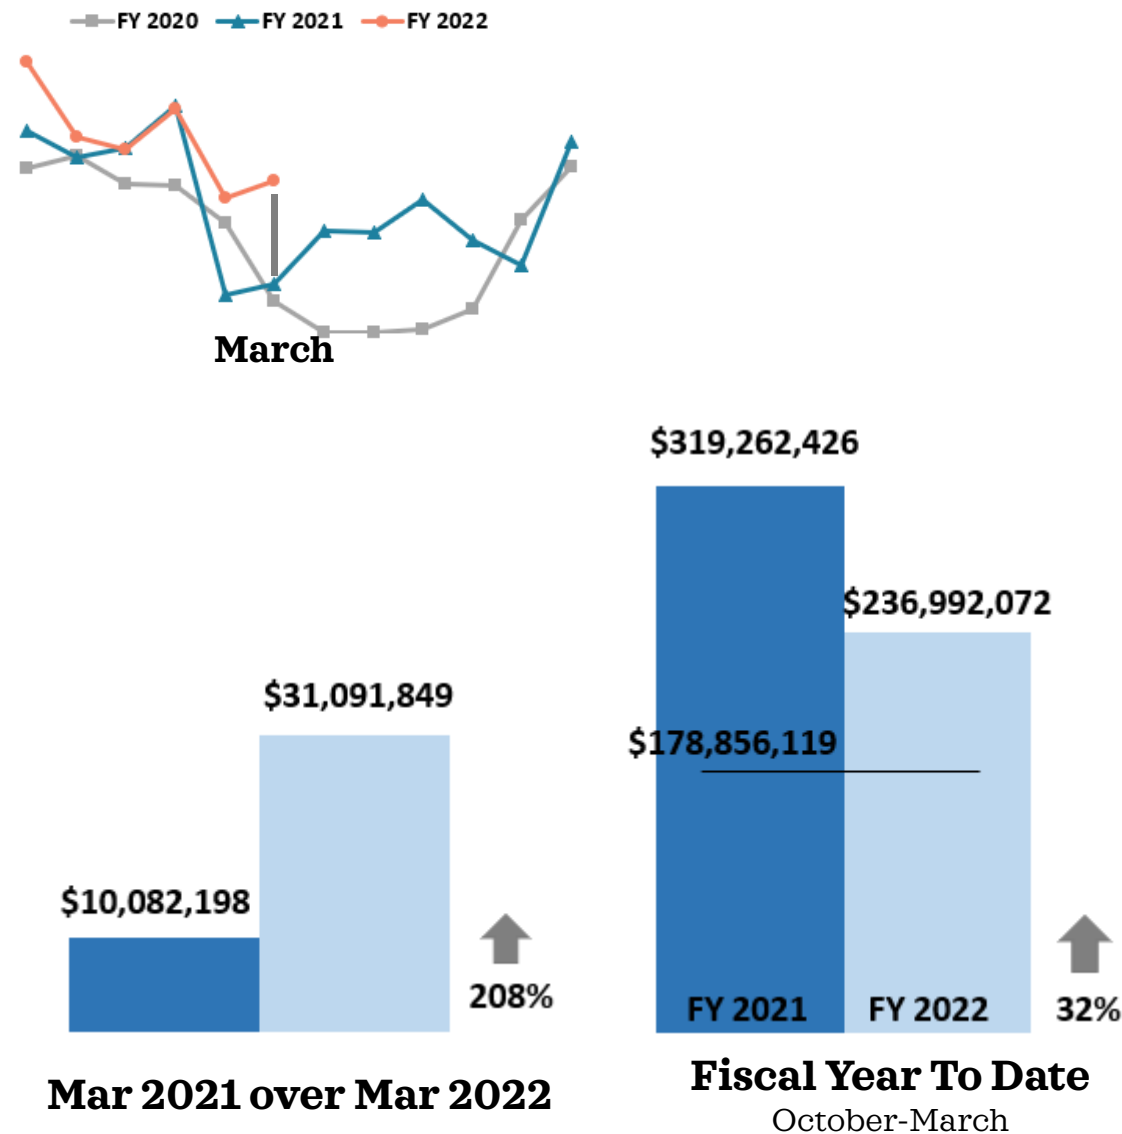 FY 2020 FY 2021 FY 2022
March
$319,262,426
$236,992,072
$31,091,849
$178,856,119
$10,082,198
208%
FY 2021 FY 2022
32%
Mar 2021 over Mar 2022
Fiscal Year To Date
October-March